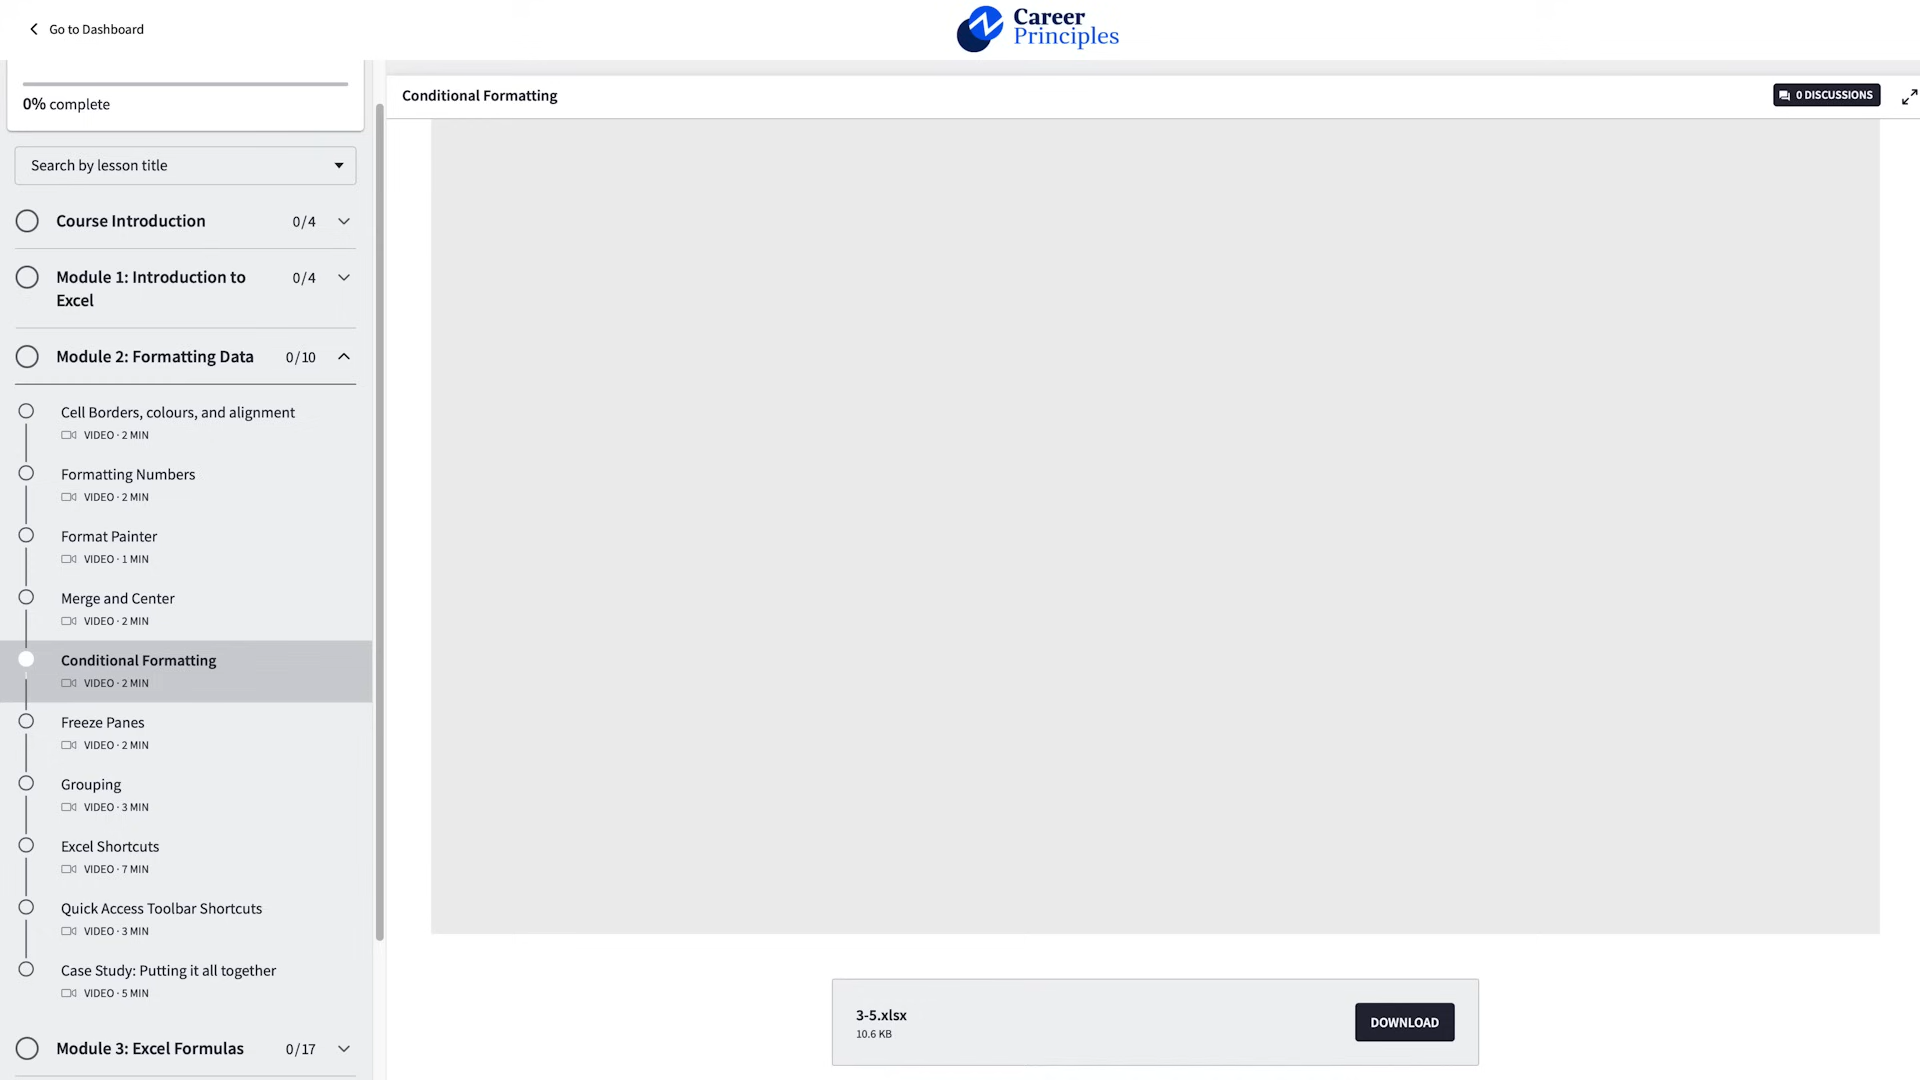 Go to Dashboard
Career
Principles
0% complete
Search by lesson title
Course Introduction 0/4
Module 1: Introduction to 0/4
Excel
Module 2: Formatting Data 0/10
Cell Borders, colours, and alignment
VIDEO · 2 MIN
Formatting Numbers
VIDEO · 2 MIN
Format Painter
VIDEO · 1 MIN
Merge and Center
VIDEO · 2 MIN
Conditional Formatting
VIDEO · 2 MIN
Freeze Panes
VIDEO · 2 MIN
Grouping
VIDEO · 3 MIN
Excel Shortcuts
VIDEO · 7 MIN
Quick Access Toolbar Shortcuts
VIDEO · 3 MIN
Case Study: Putting it all together
VIDEO · 5 MIN
Module 3: Excel Formulas 0/17
Conditional Formatting
0 DISCUSSIONS
3-5.xlsx
10.6 KB
DOWNLOAD